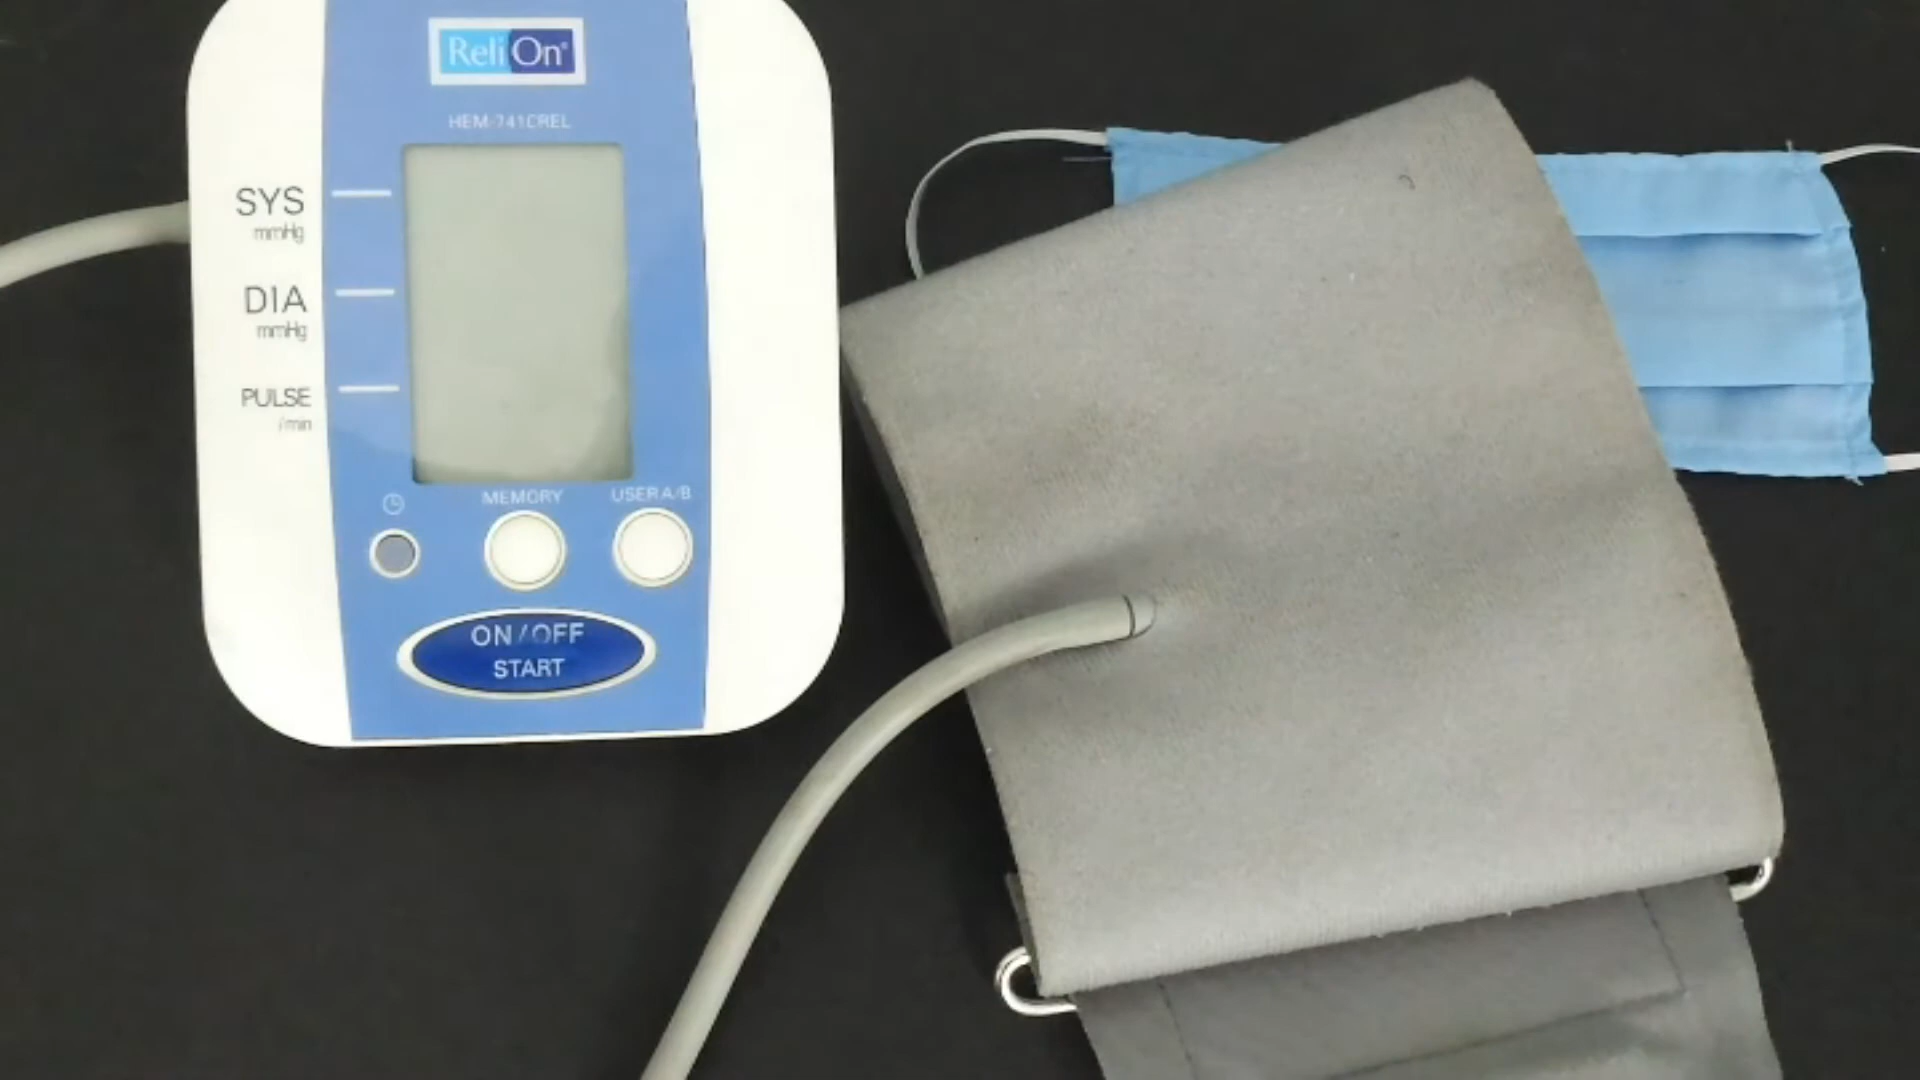 ReliOn®
HEM-741CREL
SYS
mmHg
DIA
mmHg
PULSE
/min
MEMORY
USER A/B
ON/OFF
START